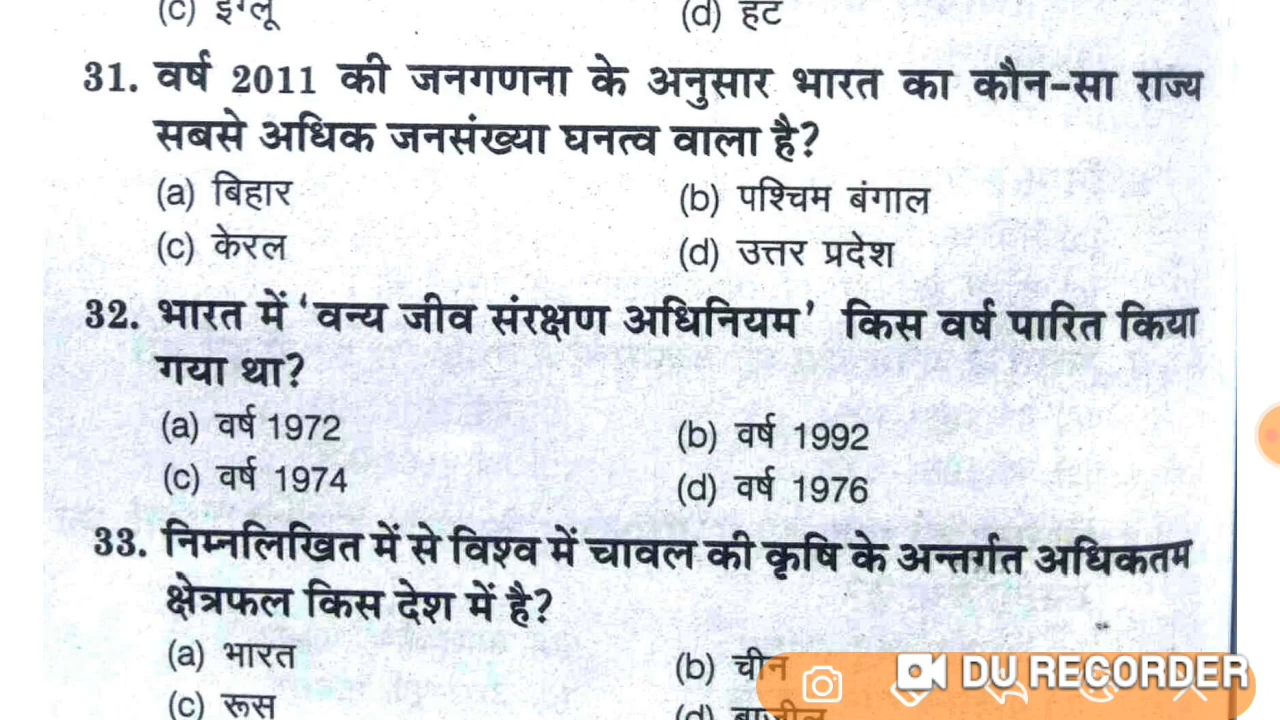 (c) इग्लू (d) हट
31. वर्ष 2011 की जनगणना के अनुसार भारत का कौन-सा राज्य
सबसे अधिक जनसंख्या घनत्व वाला है?
(a) बिहार (b) पश्चिम बंगाल
(c) केरल (d) उत्तर प्रदेश
32. भारत में 'वन्य जीव संरक्षण अधिनियम' किस वर्ष पारित किया
गया था?
(a) वर्ष 1972 (b) वर्ष 1992
(c) वर्ष 1974 (d) वर्ष 1976
33. निम्नलिखित में से विश्व में चावल की कृषि के अन्तर्गत अधिकतम
क्षेत्रफल किस देश में है?
(a) भारत (b) चीन
(c) रूस (d) ब्राजील
DU RECORDER